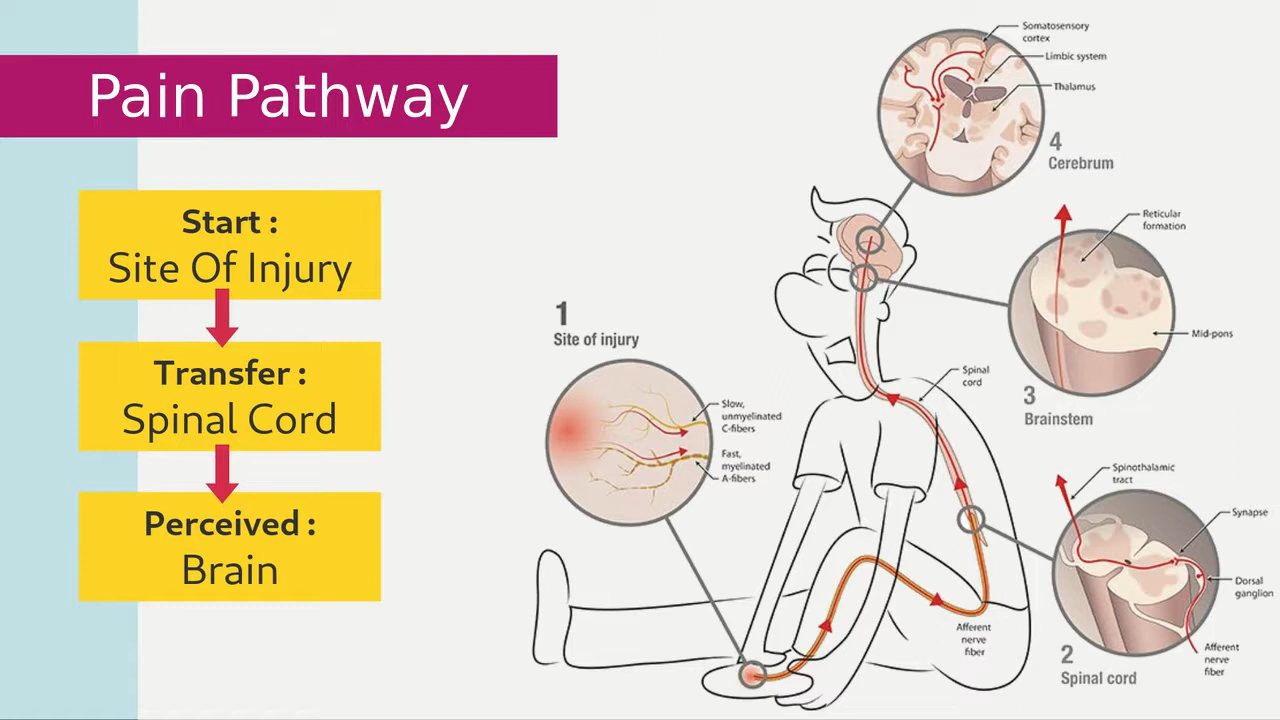 Pain Pathway
Start :
Site Of Injury
Transfer :
Spinal Cord
Perceived :
Brain
1
Site of injury
Slow,
unmyelinated
C-fibers
Fast,
myelinated
A-fibers
Somatosensory
cortex
Limbic system
Thalamus
4
Cerebrum
Reticular
formation
Mid-pons
3
Brainstem
Spinal
cord
Spinothalamic
tract
Synapse
Dorsal
ganglion
Afferent
nerve
fiber
2
Spinal cord
Afferent
nerve
fiber